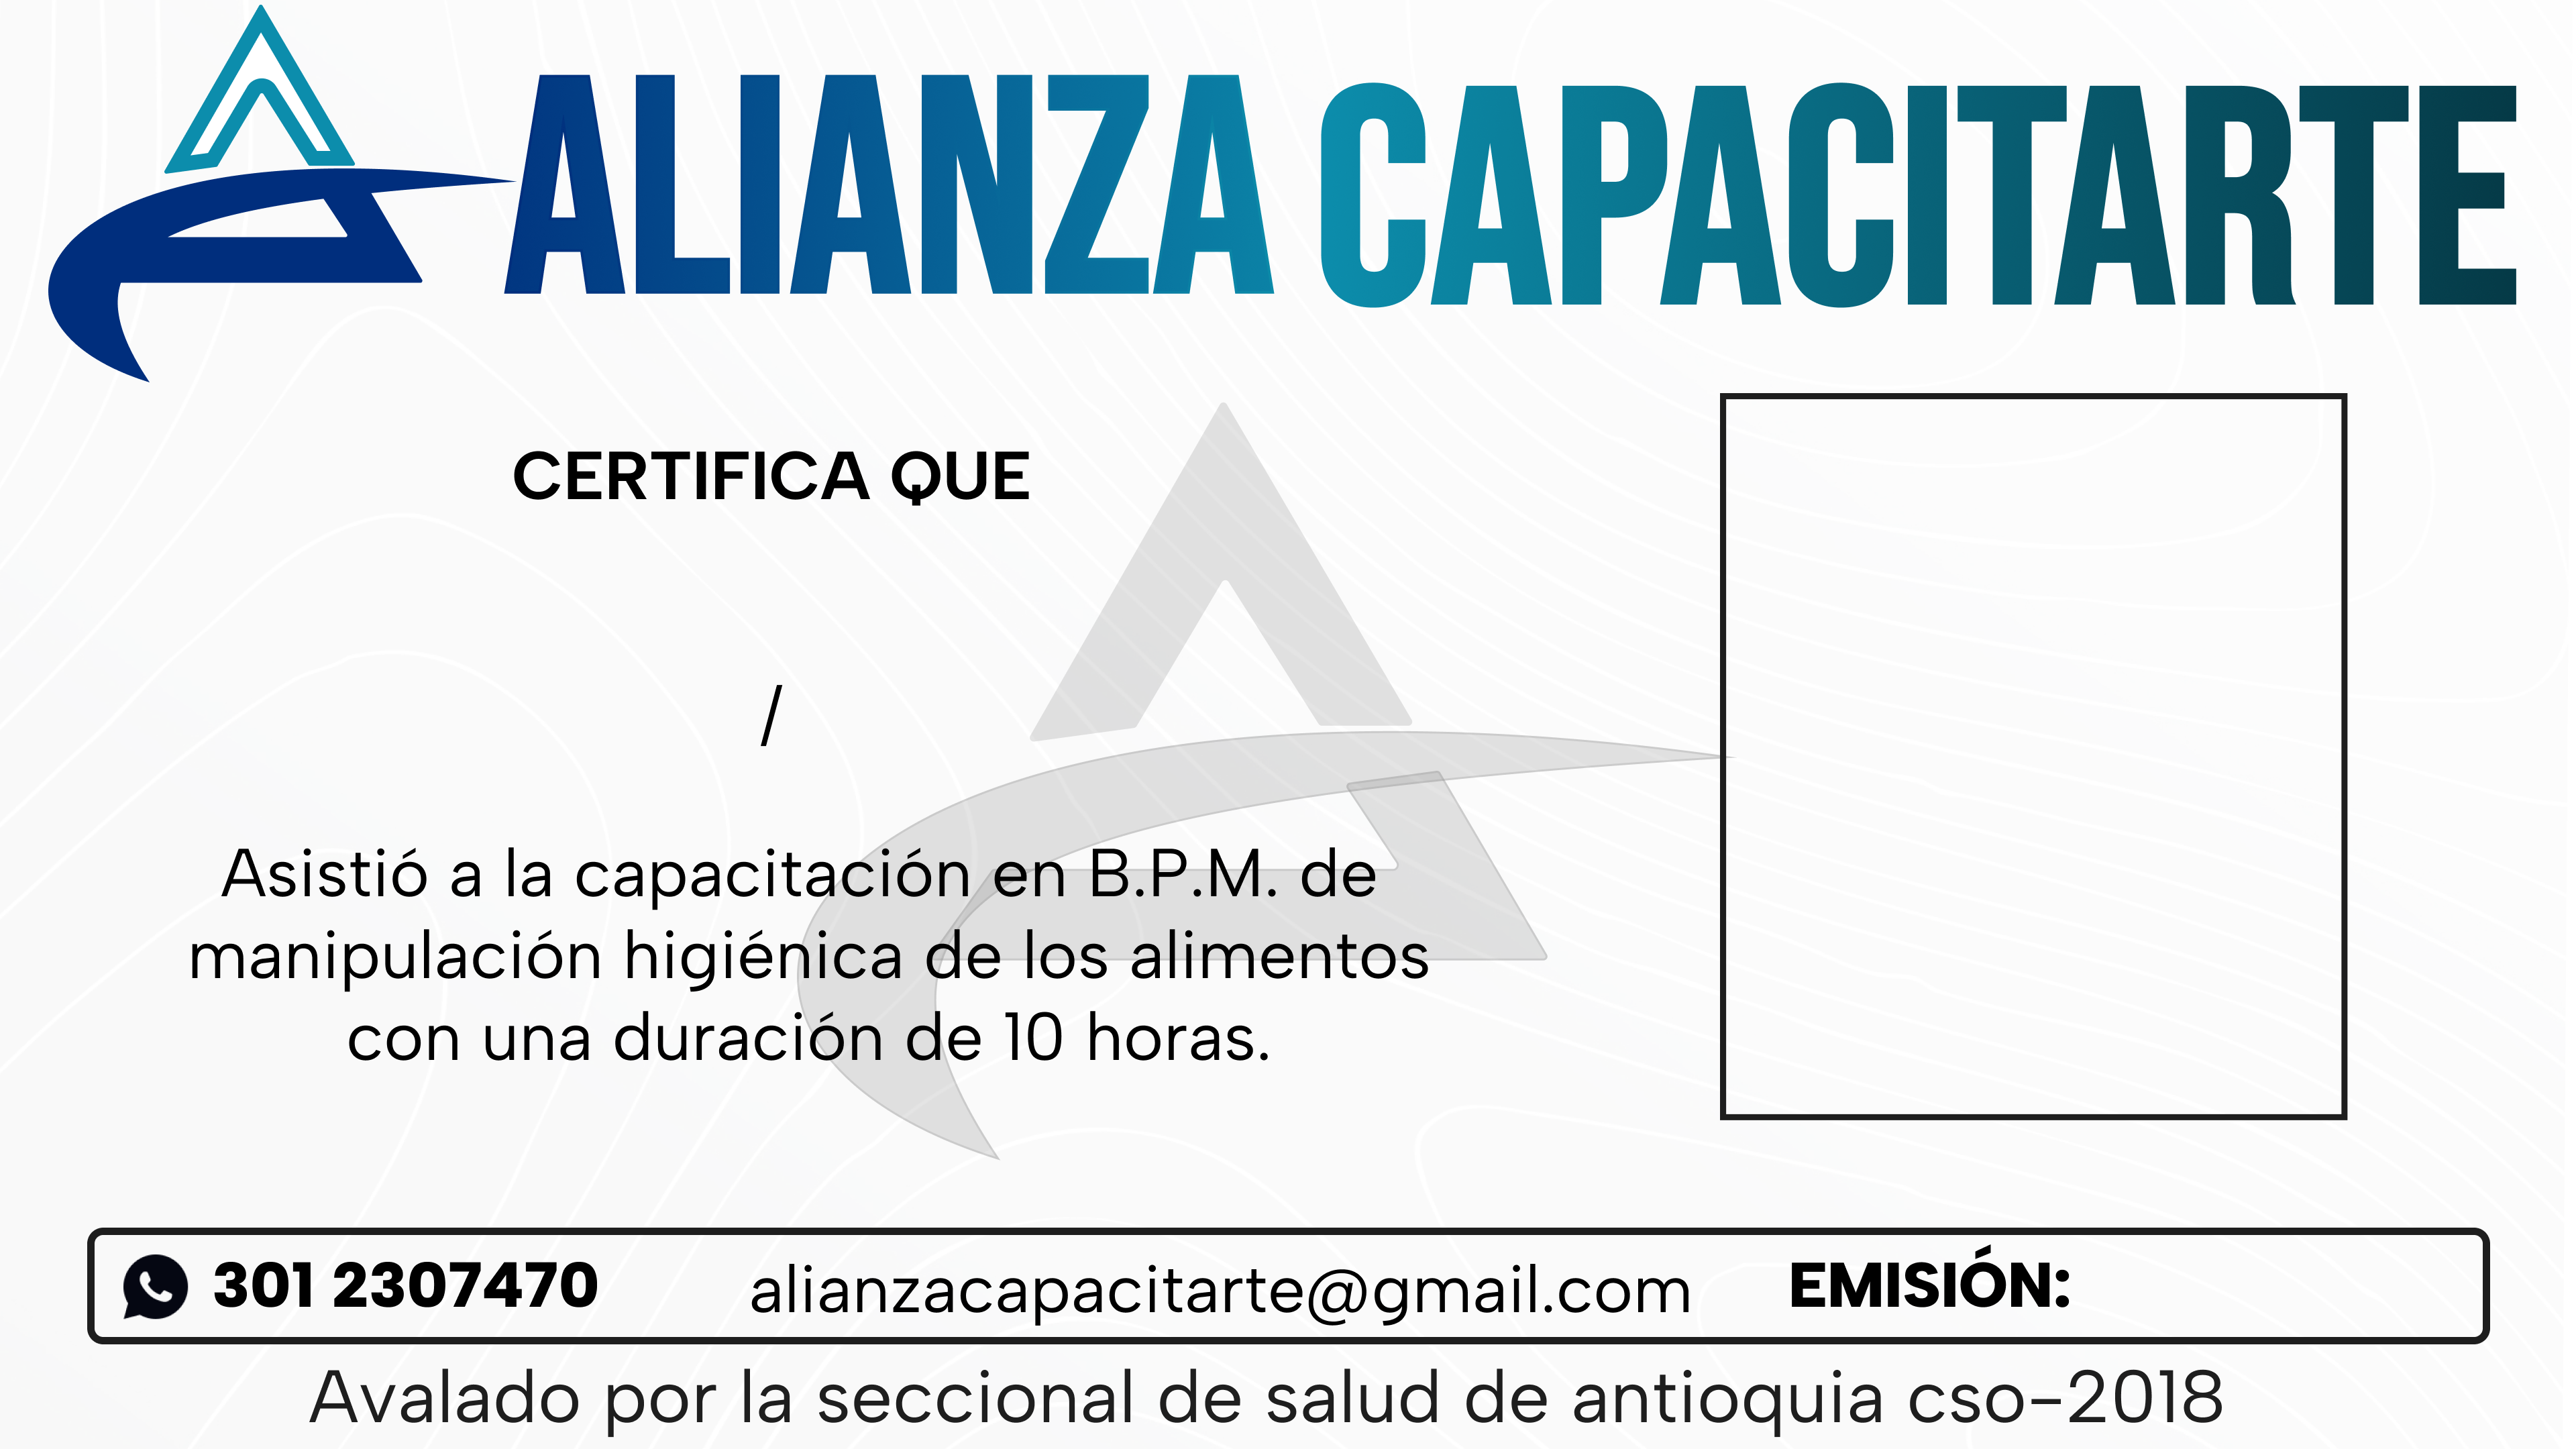 ALIANZA CAPACITARTE
CERTIFICA QUE
/
Asistió a la capacitación en B.P.M. de
manipulación higiénica de los alimentos
con una duración de 10 horas.
301 2307470 alianzacapacitarte@gmail.com EMISIÓN:
Avalado por la seccional de salud de antioquia cso-2018